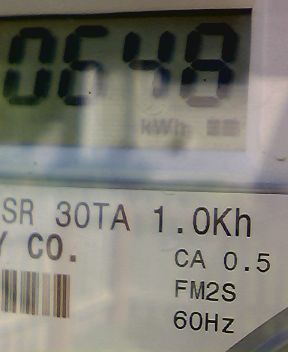 0648
kWh
SR 30TA 1.0Kh
Y CO.
CA 0.5
FM2S
60Hz